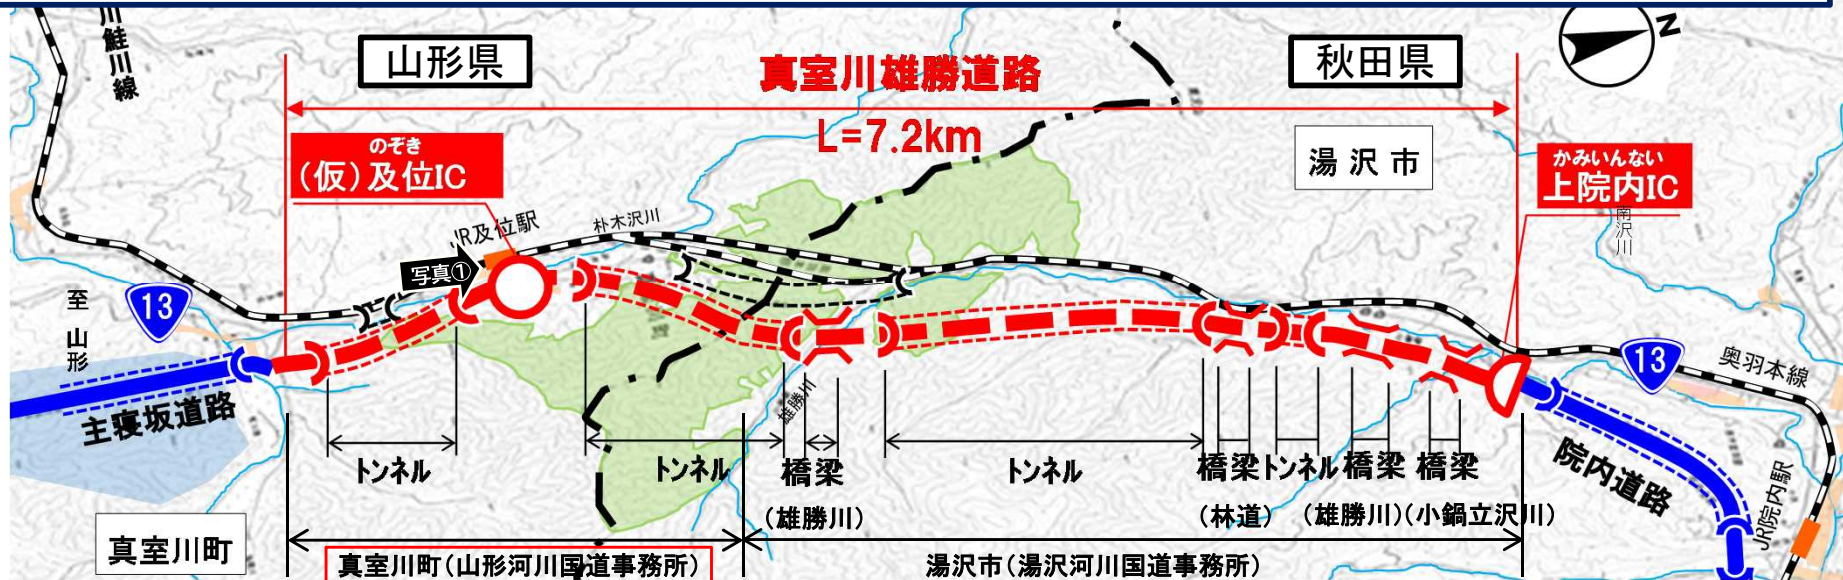 川鮭川線
山形県
真室川雄勝道路
秋田県
N
L=7.2km
のぞき
(仮)及位IC
湯沢市
かみいんない
上院内IC
南沢川
JR及位駅
朴木沢川
写真①
至 山形
13
13
奥羽本線
主寝坂道路
雄勝川
トンネル
トンネル
橋梁
トンネル
橋梁
トンネル
橋梁
橋梁
院内道路
JR院内駅
(雄勝川)
(林道)
(雄勝川)
(小鍋立沢川)
真室川町
真室川町(山形河川国道事務所)
湯沢市(湯沢河川国道事務所)